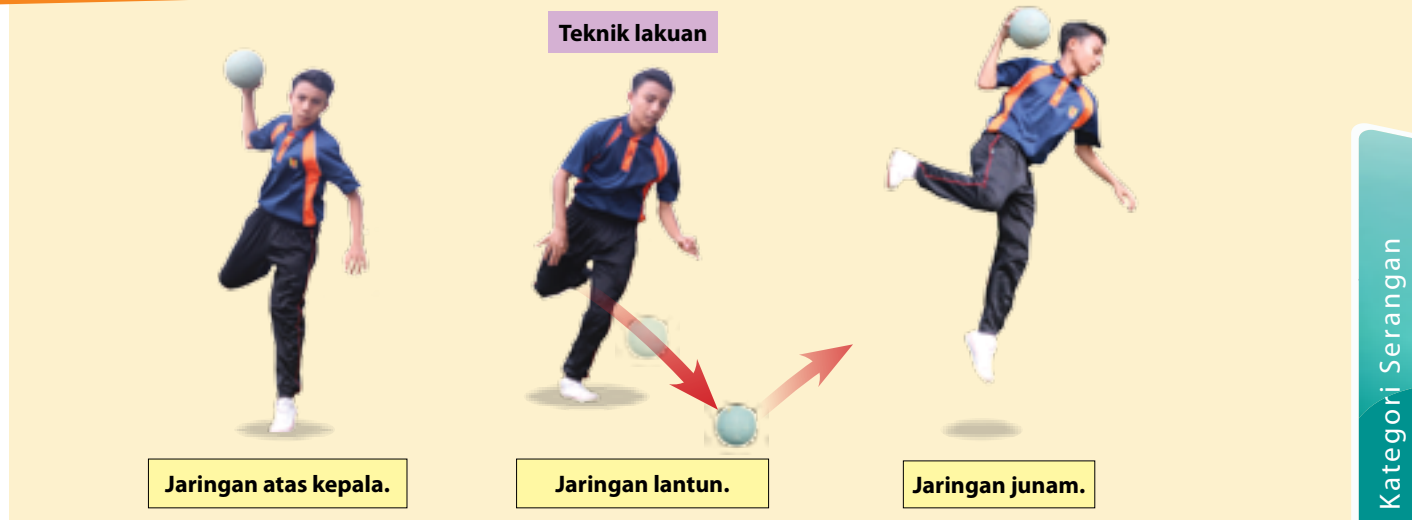 Teknik lakuan
Jaringan atas kepala.
Jaringan lantun.
Jaringan junam.
Kategori Serangan